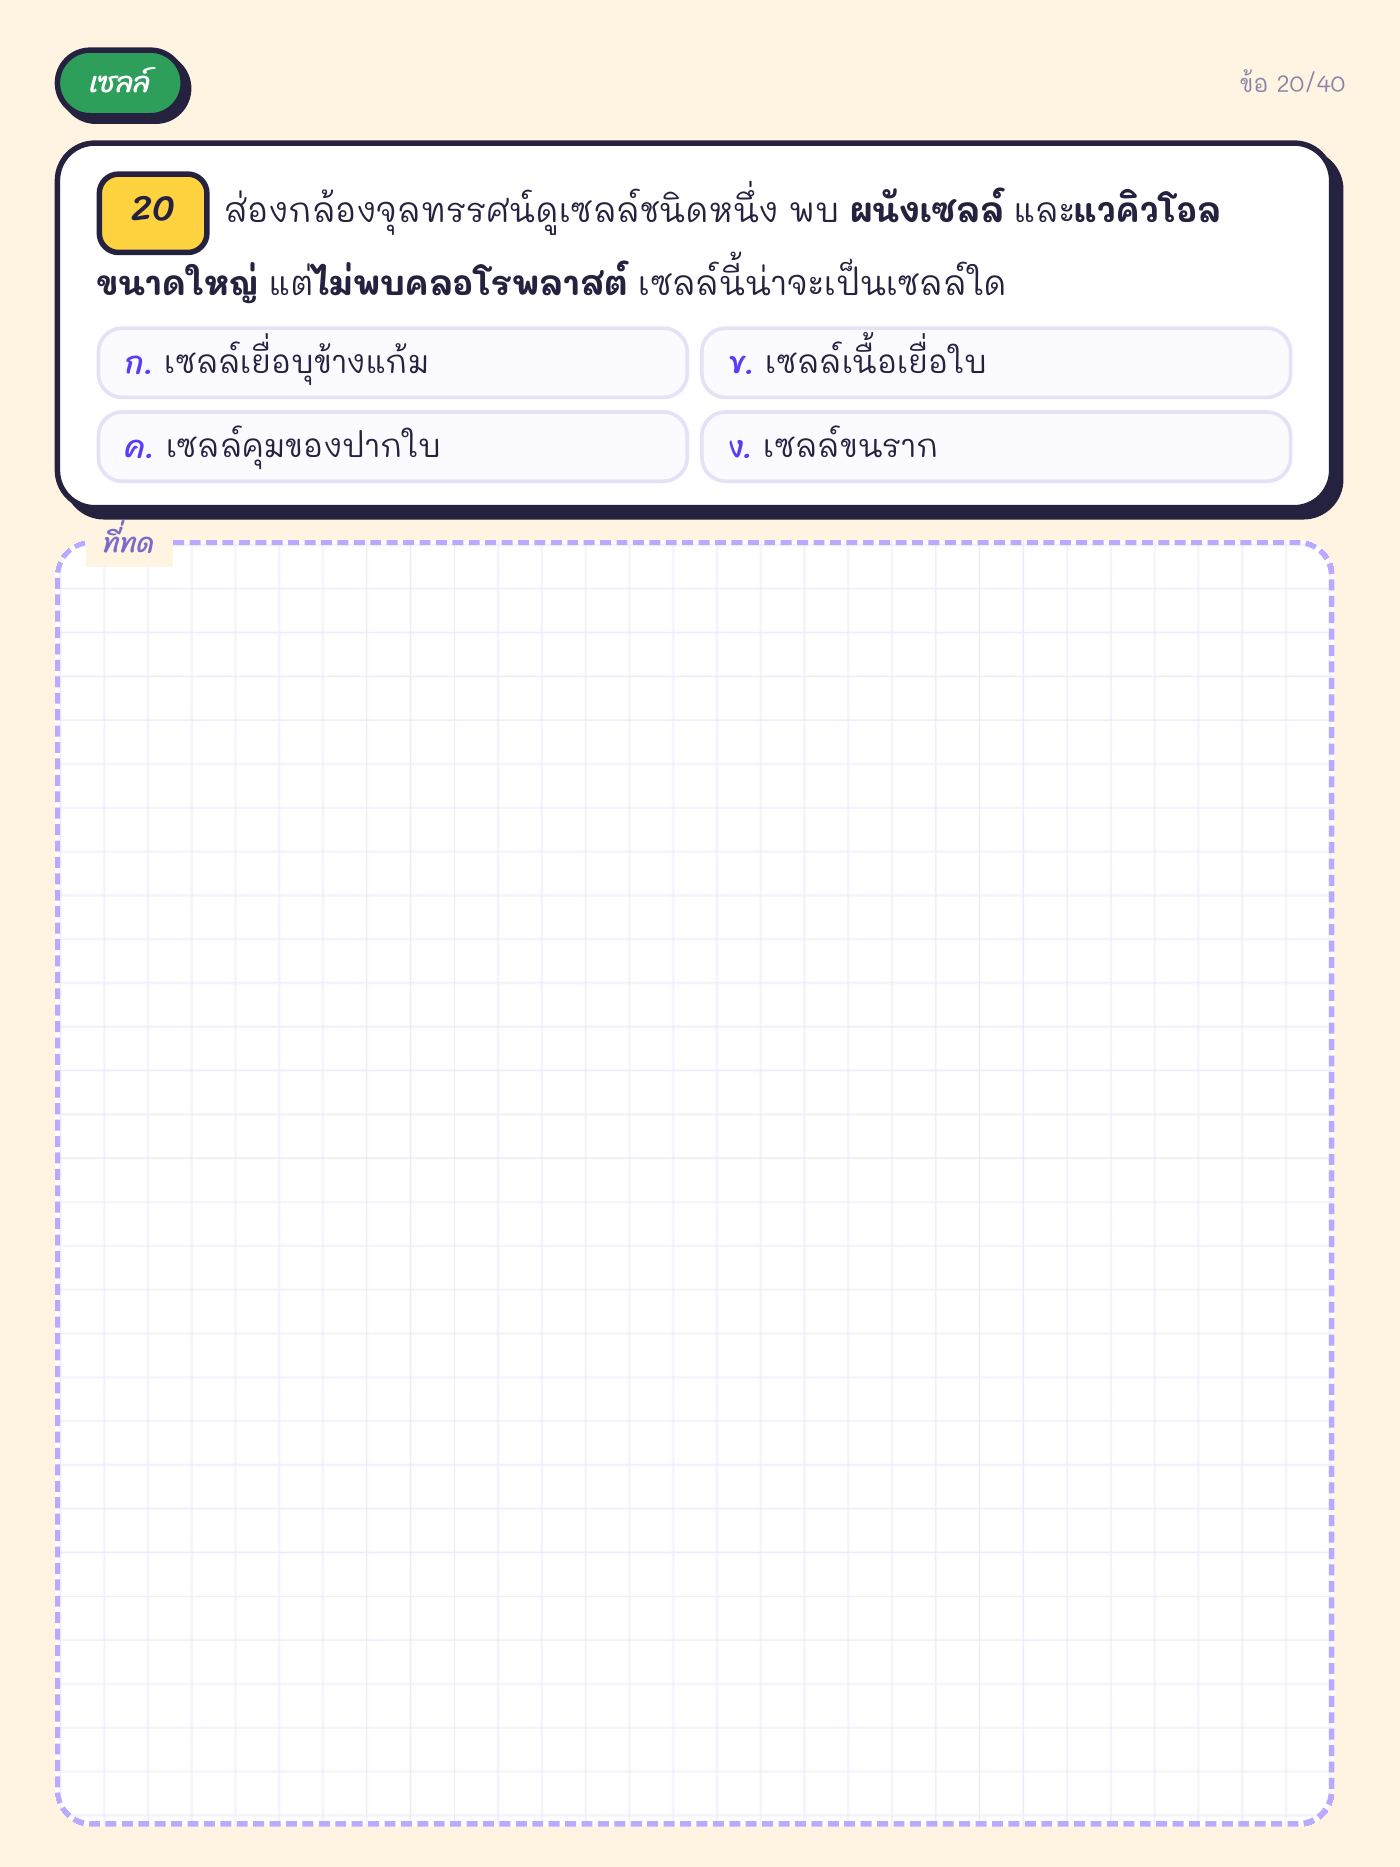 เซลล์
ข้อ 20/40
20 ส่องกล้องจุลทรรศน์ดูเซลล์ชนิดหนึ่ง พบ ผนังเซลล์ และแวคิวโอล
ขนาดใหญ่ แต่ไม่พบคลอโรพลาสต์ เซลล์นี้น่าจะเป็นเซลล์ใด
ก. เซลล์เยื่อบุข้างแก้ม
ข. เซลล์เนื้อเยื่อใบ
ค. เซลล์คุมของปากใบ
ง. เซลล์ขนราก
ที่ทด